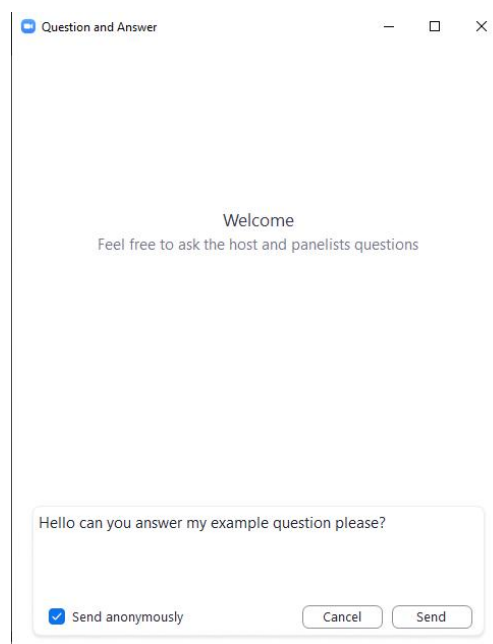 Question and Answer
Welcome
Feel free to ask the host and panelists questions
Hello can you answer my example question please?
Send anonymously
Cancel
Send